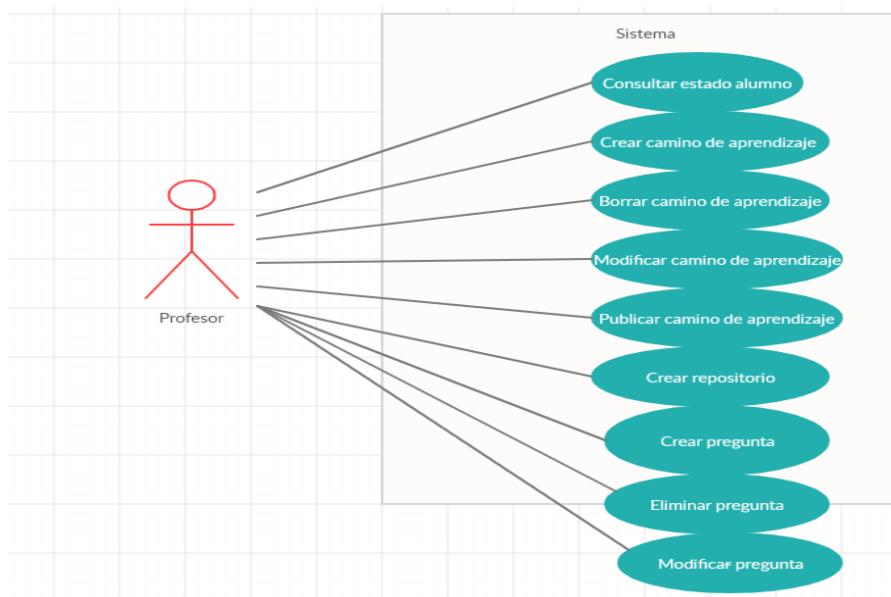 Sistema
Consultar estado alumno
Crear camino de aprendizaje
Borrar camino de aprendizaje
Modificar camino de aprendizaje
Publicar camino de aprendizaje
Profesor
Crear repositorio
Crear pregunta
Eliminar pregunta
Modificar pregunta